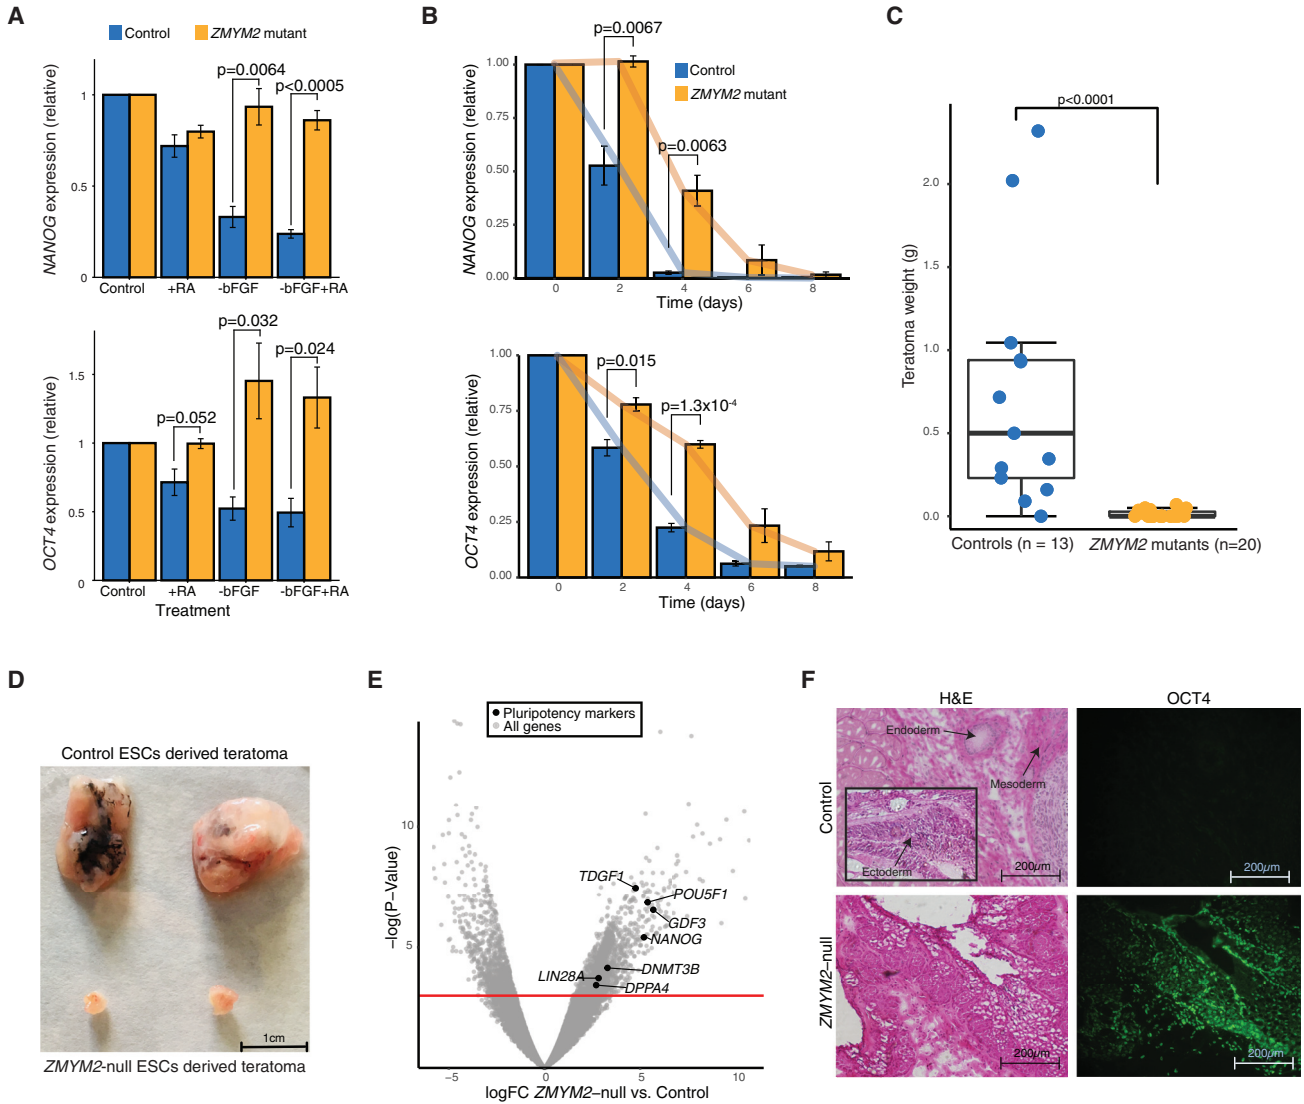 A
Control
ZMYM2 mutant
NANOG expression (relative)
1
0.5
0
p=0.0064
p<0.0005
Control
+RA
-bFGF
-bFGF+RA
OCT4 expression (relative)
1.5
1
0.5
0
p=0.052
p=0.032
p=0.024
Control
+RA
-bFGF
-bFGF+RA
Treatment
B
NANOG expression (relative)
1.00
0.75
0.50
0.25
0.00
p=0.0067
p=0.0063
Control
ZMYM2 mutant
0 2 4 6 8
Time (days)
OCT4 expression (relative)
1.00
0.75
0.50
0.25
0.00
p=0.015
p=1.3x10-4
0 2 4 6 8
Time (days)
C
p<0.0001
Teratoma weight (g)
2.0
1.5
1.0
0.5
0.0
Controls (n = 13)
ZMYM2 mutants (n=20)
D
Control ESCs derived teratoma
1cm
ZMYM2-null ESCs derived teratoma
E
Pluripotency markers
All genes
−log(P−Value)
10
5
TDGF1
POU5F1
GDF3
NANOG
DNMT3B
LIN28A
DPPA4
−5 0 5 10
logFC ZMYM2−null vs. Control
F
H&E
OCT4
Control
Endoderm
Mesoderm
Ectoderm
200µm
200µm
ZMYM2−null
200µm
200µm